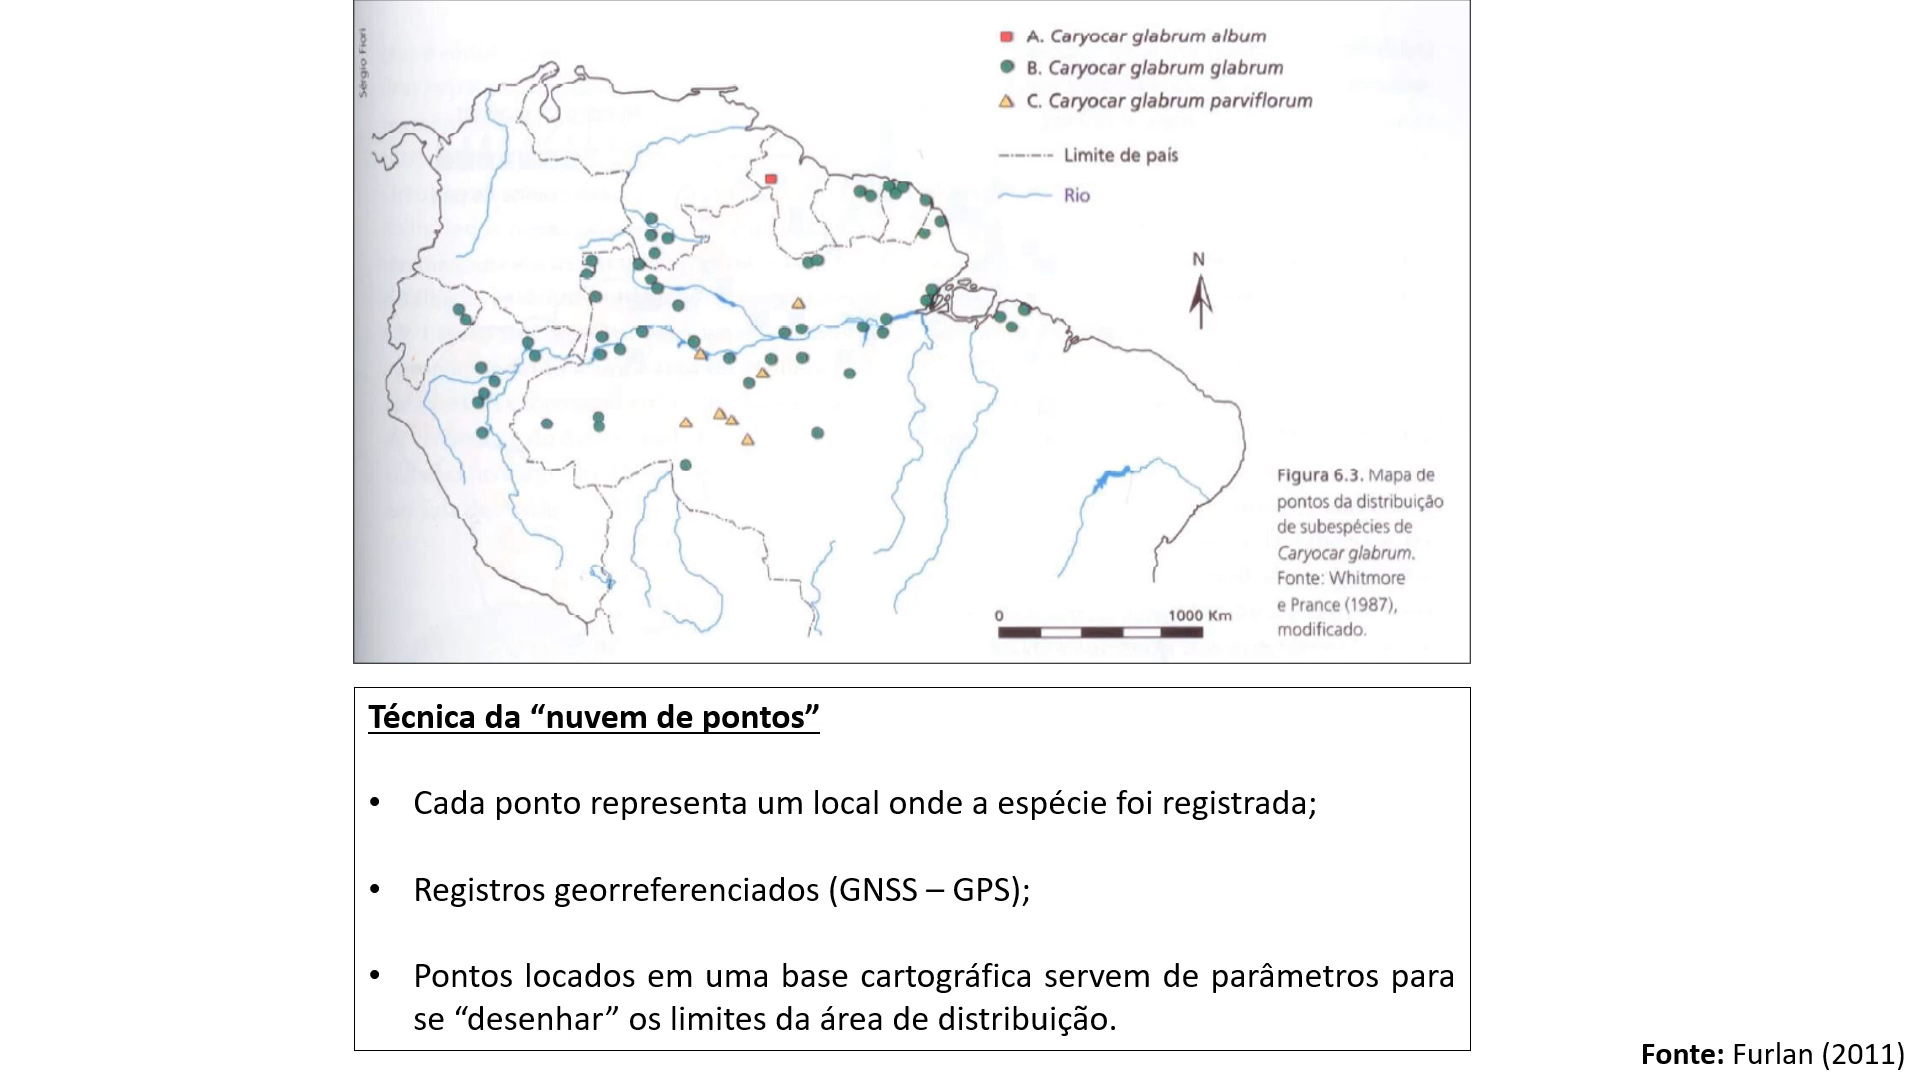 Sérgio Fiori
A. Caryocar glabrum album
B. Caryocar glabrum glabrum
C. Caryocar glabrum parviflorum
Limite de país
Rio
N
Figura 6.3. Mapa de
pontos da distribuição
de subespécies de
Caryocar glabrum.
Fonte: Whitmore
e Prance (1987),
modificado.
0 1000 Km
Técnica da “nuvem de pontos”
• Cada ponto representa um local onde a espécie foi registrada;
• Registros georreferenciados (GNSS – GPS);
• Pontos locados em uma base cartográfica servem de parâmetros para
se “desenhar” os limites da área de distribuição.
Fonte: Furlan (2011)